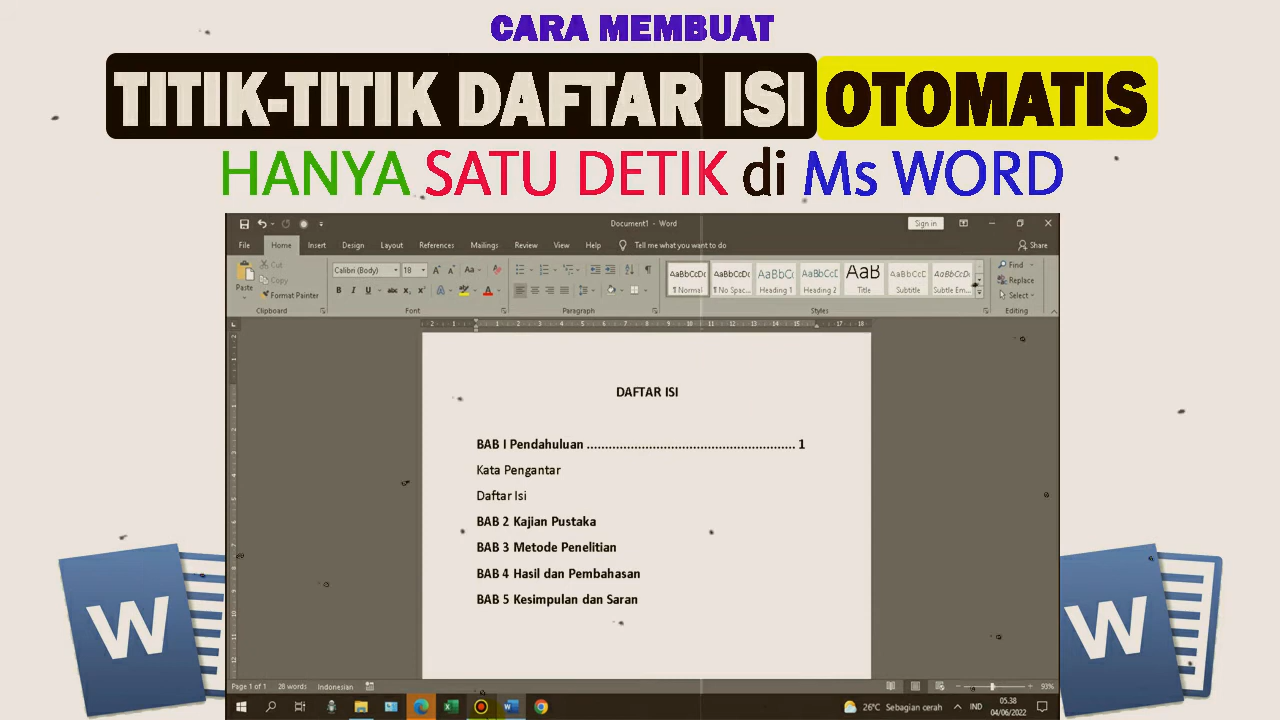 CARA MEMBUAT
TITIK-TITIK DAFTAR ISI OTOMATIS
HANYA SATU DETIK di Ms WORD
Document1 - Word
Sign in
File Home Insert Design Layout References Mailings Review View Help Tell me what you want to do Share
Paste
Cut
Copy
Format Painter
Clipboard
Calibri (Body) 18
Font
Paragraph
AaBbCcDc AaBbCcDc AaBbCc AaBbCcD AaB AaBbCcD AaBbCcDc
¶ Normal ¶ No Spac... Heading 1 Heading 2 Title Subtitle Subtle Em...
Styles
Find
Replace
Select
Editing
DAFTAR ISI
BAB I Pendahuluan ......................................................... 1
Kata Pengantar
Daftar Isi
BAB 2 Kajian Pustaka
BAB 3 Metode Penelitian
BAB 4 Hasil dan Pembahasan
BAB 5 Kesimpulan dan Saran
W
W
Page 1 of 1 28 words Indonesian 93%
26°C Sebagian cerah IND 05.38
04/06/2022